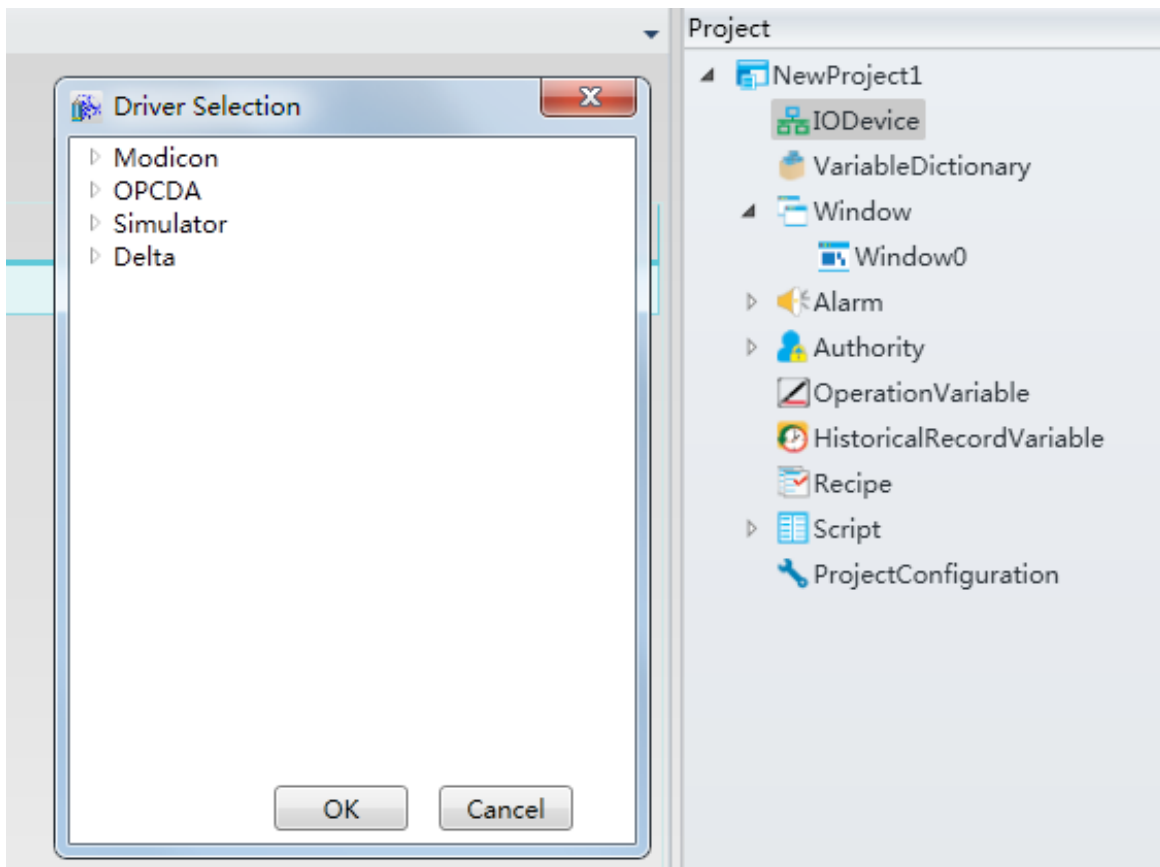 Driver Selection
Modicon
OPCDA
Simulator
Delta
OK
Cancel
Project
NewProject1
IODevice
VariableDictionary
Window
Window0
Alarm
Authority
OperationVariable
HistoricalRecordVariable
Recipe
Script
ProjectConfiguration